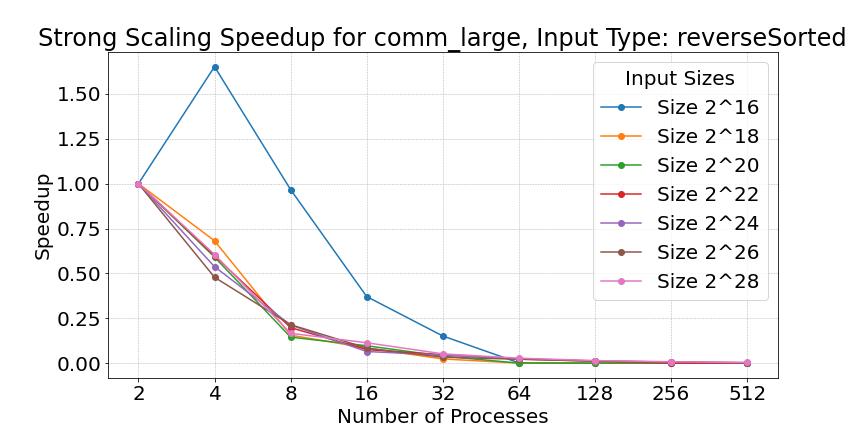 Strong Scaling Speedup for comm_large, Input Type: reverseSorted
Speedup
1.50
1.25
1.00
0.75
0.50
0.25
0.00
Input Sizes
Size 2^16
Size 2^18
Size 2^20
Size 2^22
Size 2^24
Size 2^26
Size 2^28
2 4 8 16 32 64 128 256 512
Number of Processes